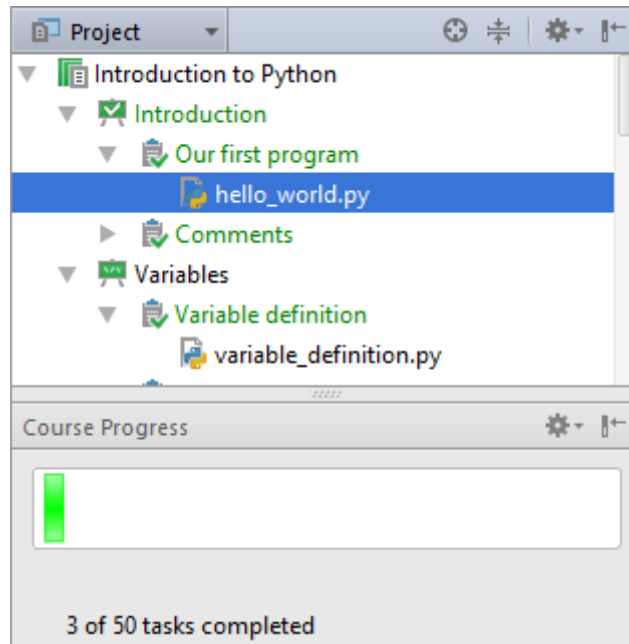 Project
Introduction to Python
Introduction
Our first program
hello_world.py
Comments
Variables
Variable definition
variable_definition.py
Course Progress
3 of 50 tasks completed